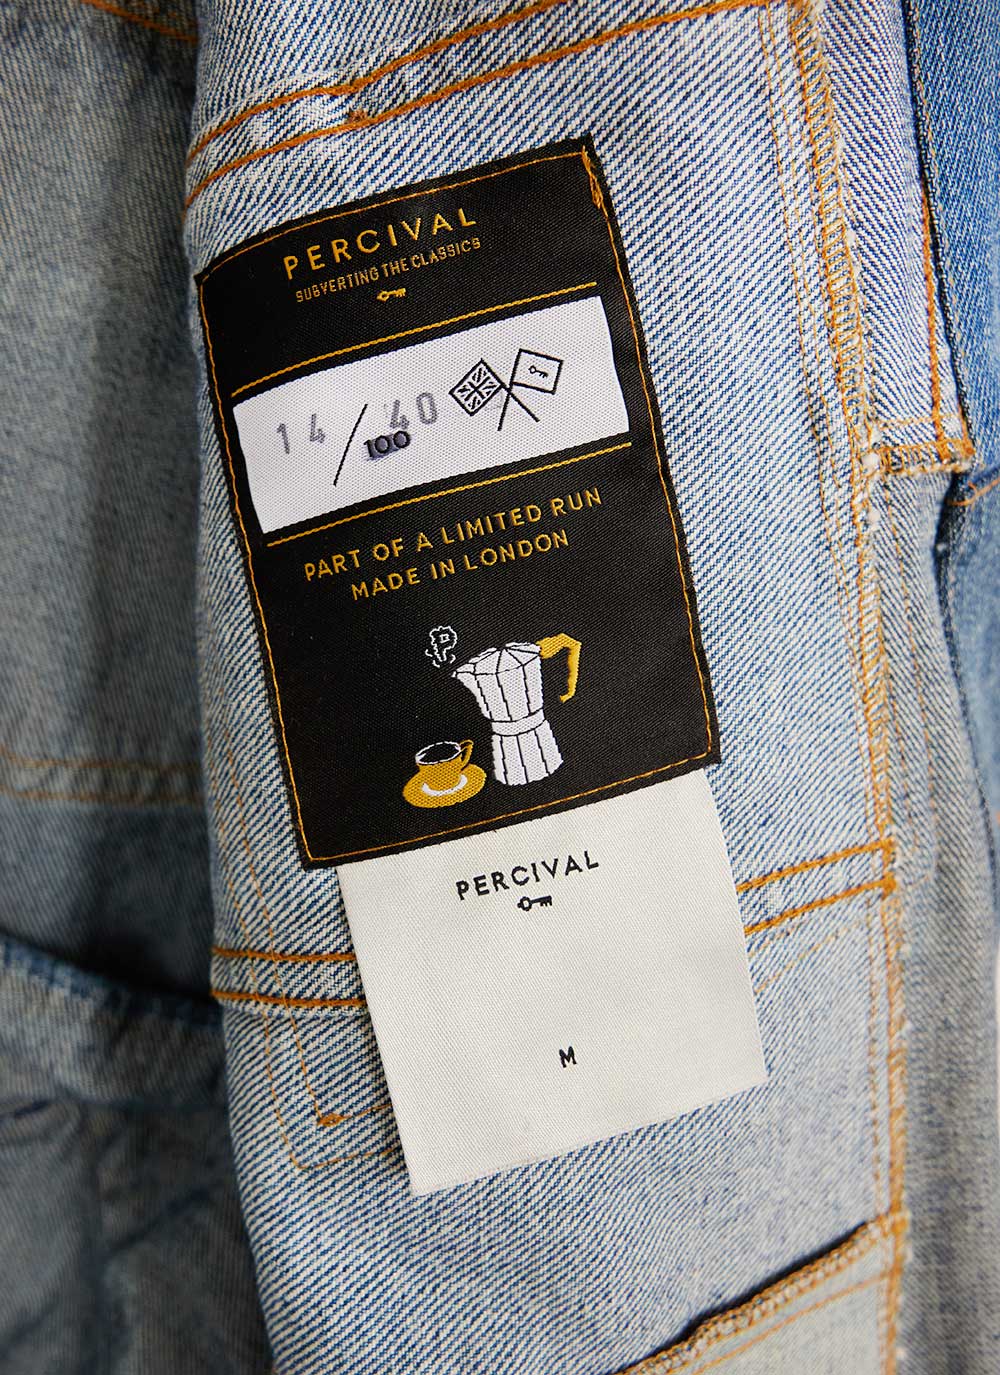 PERCIVAL
SUBVERTING THE CLASSICS
14/40
100
PART OF A LIMITED RUN
MADE IN LONDON
PERCIVAL
M